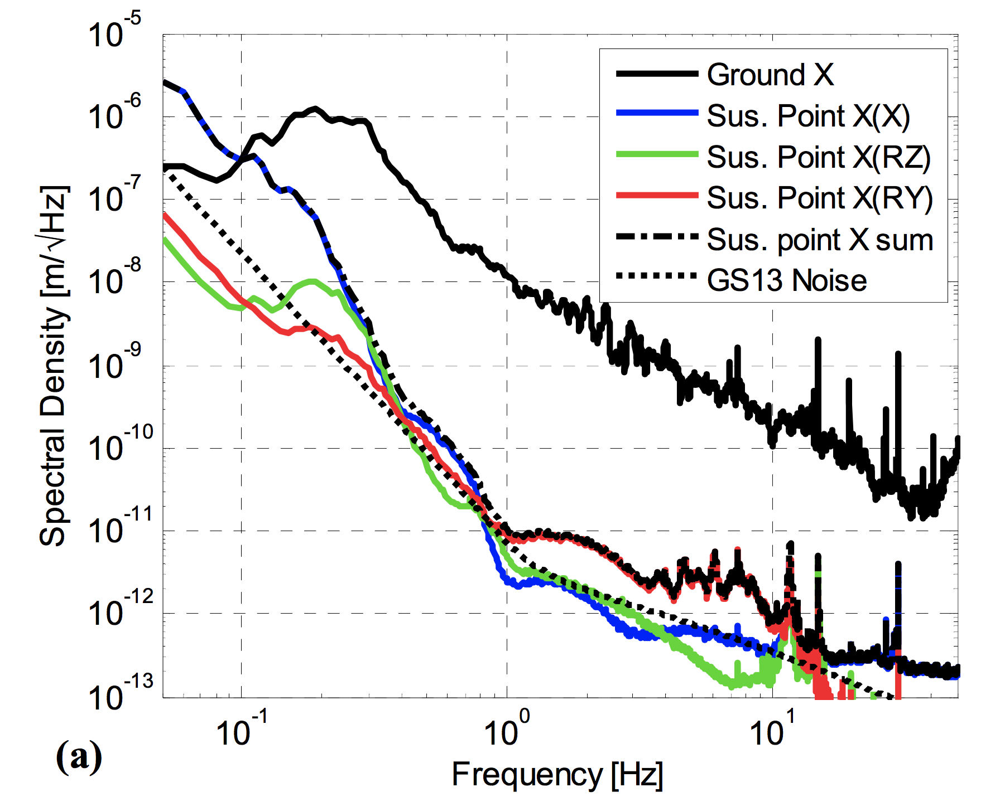 10⁻⁵
10⁻⁶
10⁻⁷
10⁻⁸
10⁻⁹
10⁻¹⁰
10⁻¹¹
10⁻¹²
10⁻¹³
Spectral Density [m/√Hz]
Ground X
Sus. Point X(X)
Sus. Point X(RZ)
Sus. Point X(RY)
Sus. point X sum
GS13 Noise
10⁻¹ 10⁰ 10¹
Frequency [Hz]
(a)